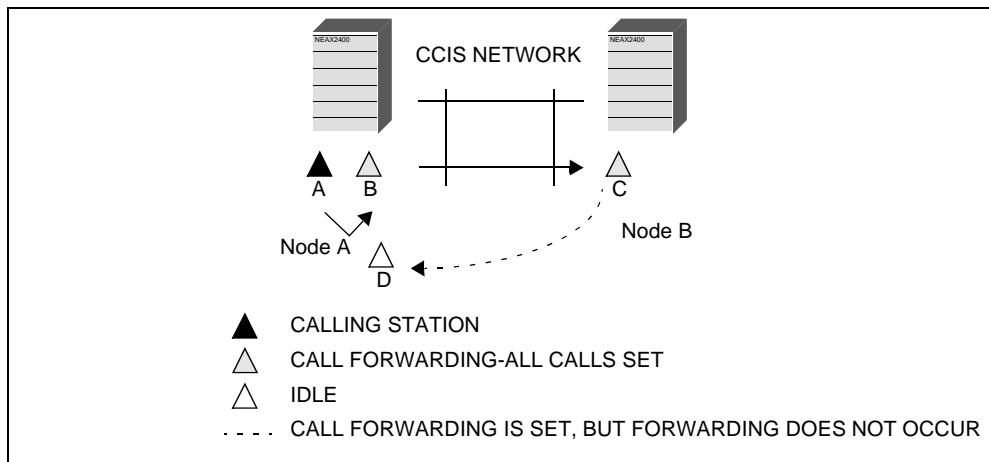 NEAX2400
NEAX2400
CCIS NETWORK
A
B
C
Node A
Node B
D
CALLING STATION
CALL FORWARDING-ALL CALLS SET
IDLE
CALL FORWARDING IS SET, BUT FORWARDING DOES NOT OCCUR